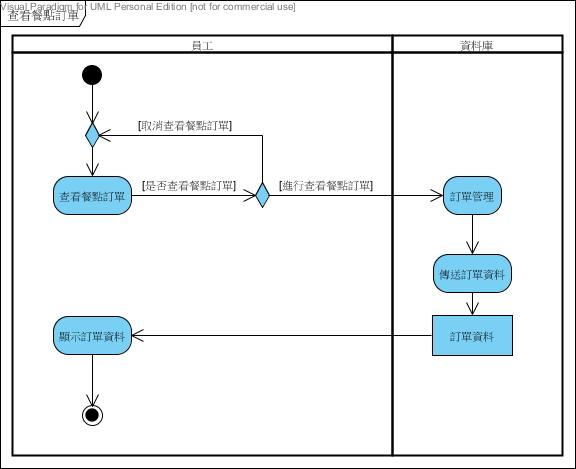 Visual Paradigm for UML Personal Edition [not for commercial use]
查看餐點訂單
員工
資料庫
[取消查看餐點訂單]
查看餐點訂單
[是否查看餐點訂單]
[進行查看餐點訂單]
訂單管理
傳送訂單資料
顯示訂單資料
訂單資料